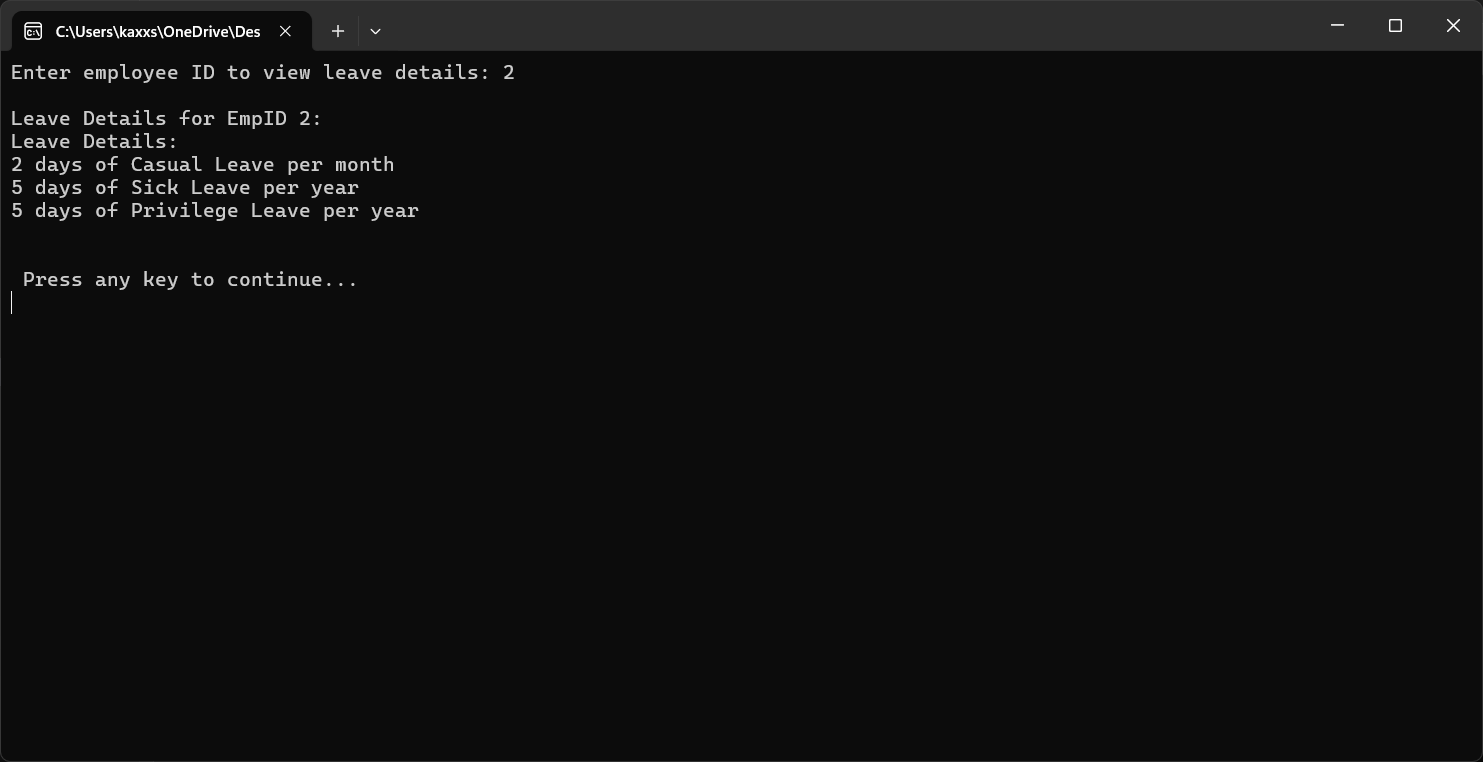 C:\Users\kaxxs\OneDrive\Des
Enter employee ID to view leave details: 2
Leave Details for EmpID 2:
Leave Details:
2 days of Casual Leave per month
5 days of Sick Leave per year
5 days of Privilege Leave per year
Press any key to continue...